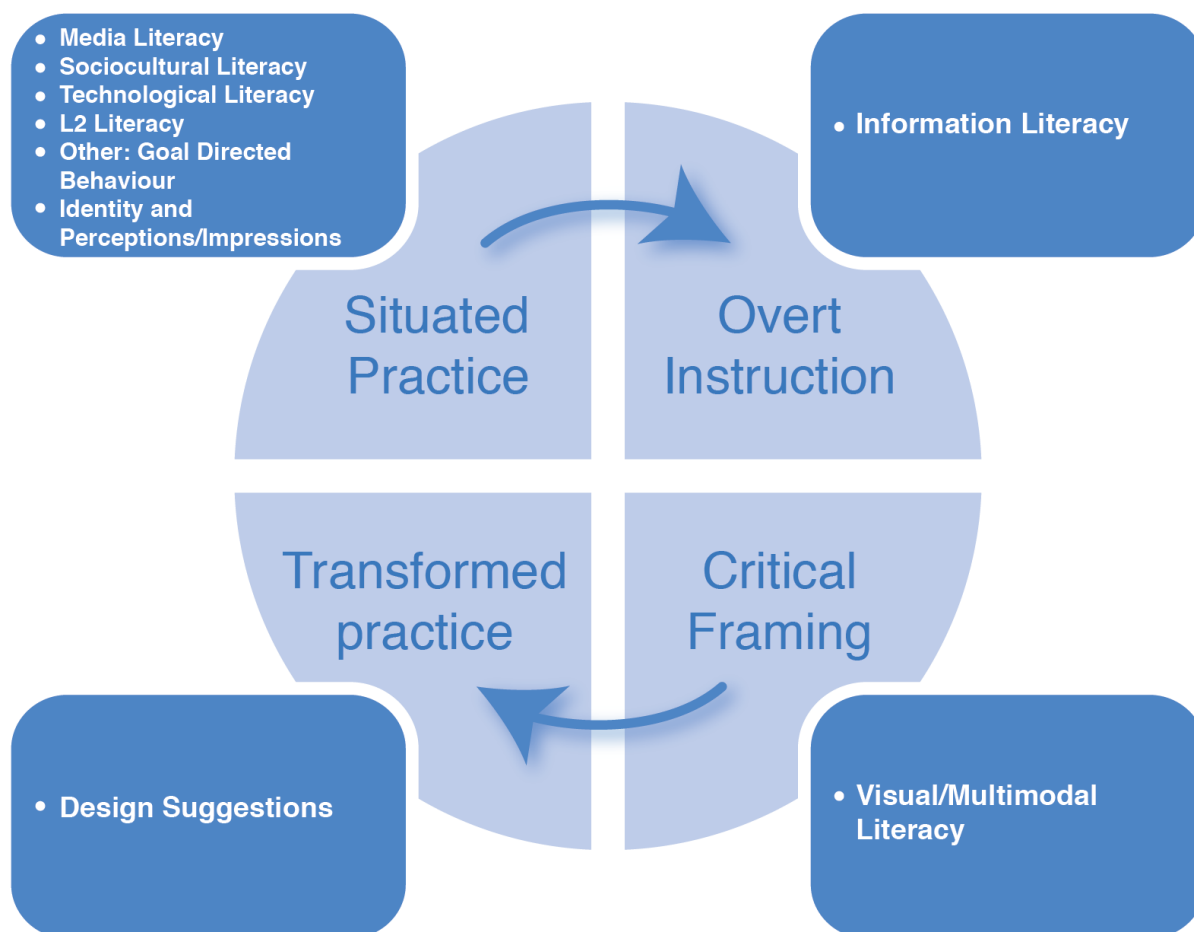 • Media Literacy
• Sociocultural Literacy
• Technological Literacy
• L2 Literacy
• Other: Goal Directed
Behaviour
• Identity and
Perceptions/Impressions
• Information Literacy
Situated
Practice
Overt
Instruction
Transformed
practice
Critical
Framing
• Design Suggestions
• Visual/Multimodal
Literacy